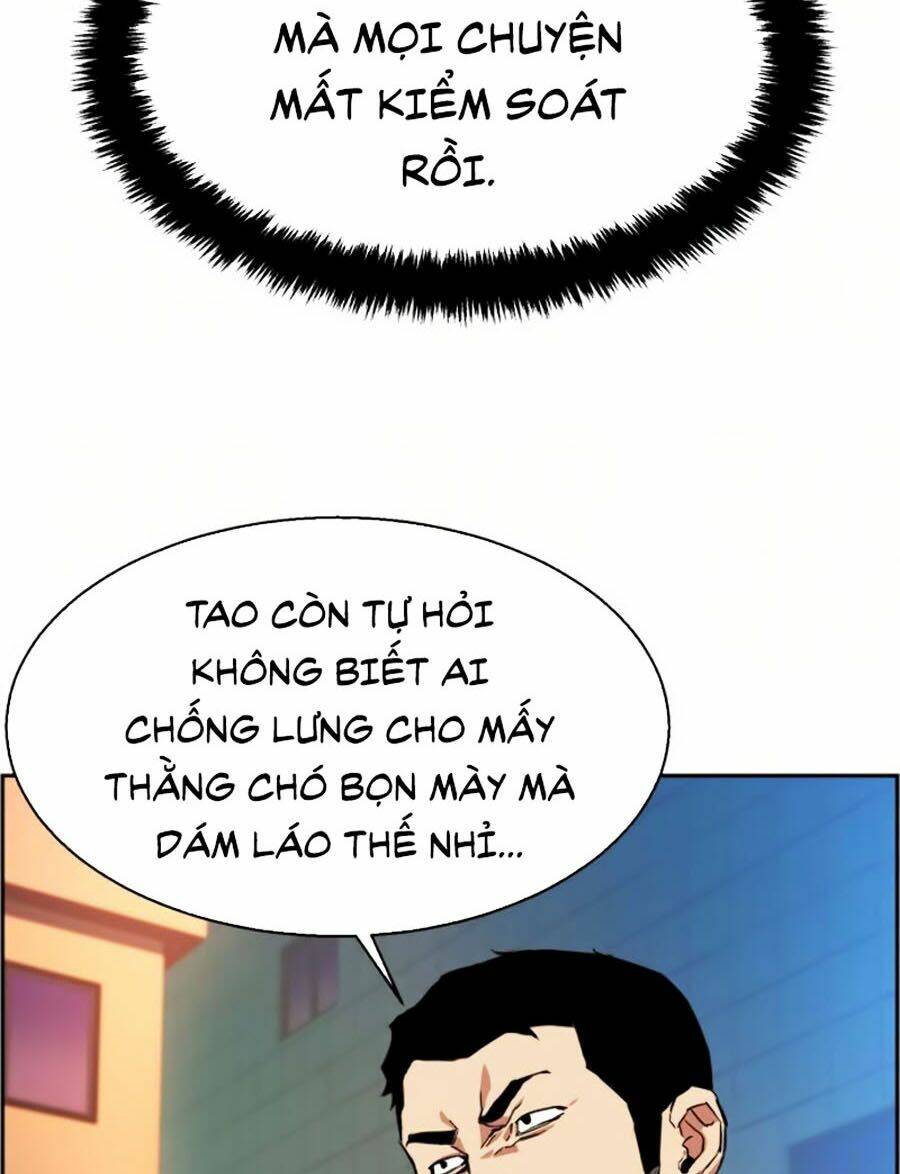 MÀ MỌI CHUYỆN
MẤT KIỂM SOÁT
RỒI.
TAO CÒN TỰ HỎI
KHÔNG BIẾT AI
CHỐNG LƯNG CHO MẤY
THẰNG CHÓ BỌN MÀY MÀ
DÁM LÁO THẾ NHỈ...